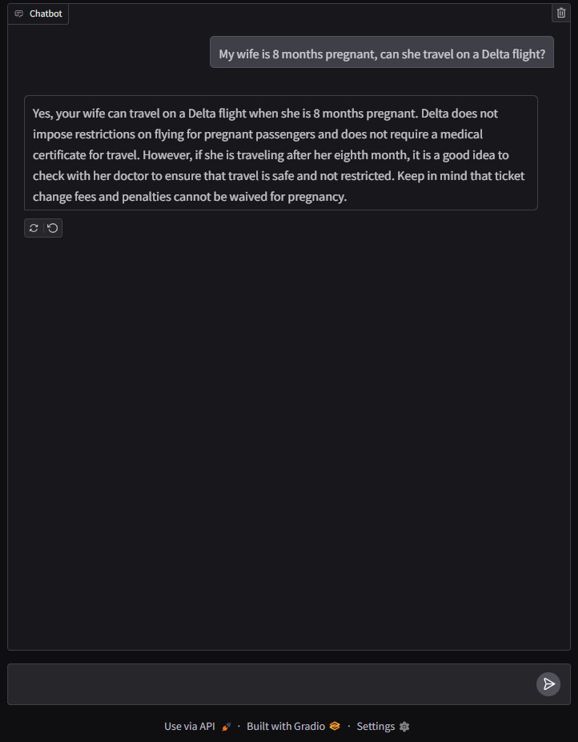 Chatbot
My wife is 8 months pregnant, can she travel on a Delta flight?
Yes, your wife can travel on a Delta flight when she is 8 months pregnant. Delta does not
impose restrictions on flying for pregnant passengers and does not require a medical
certificate for travel. However, if she is traveling after her eighth month, it is a good idea to
check with her doctor to ensure that travel is safe and not restricted. Keep in mind that ticket
change fees and penalties cannot be waived for pregnancy.
Use via API · Built with Gradio · Settings